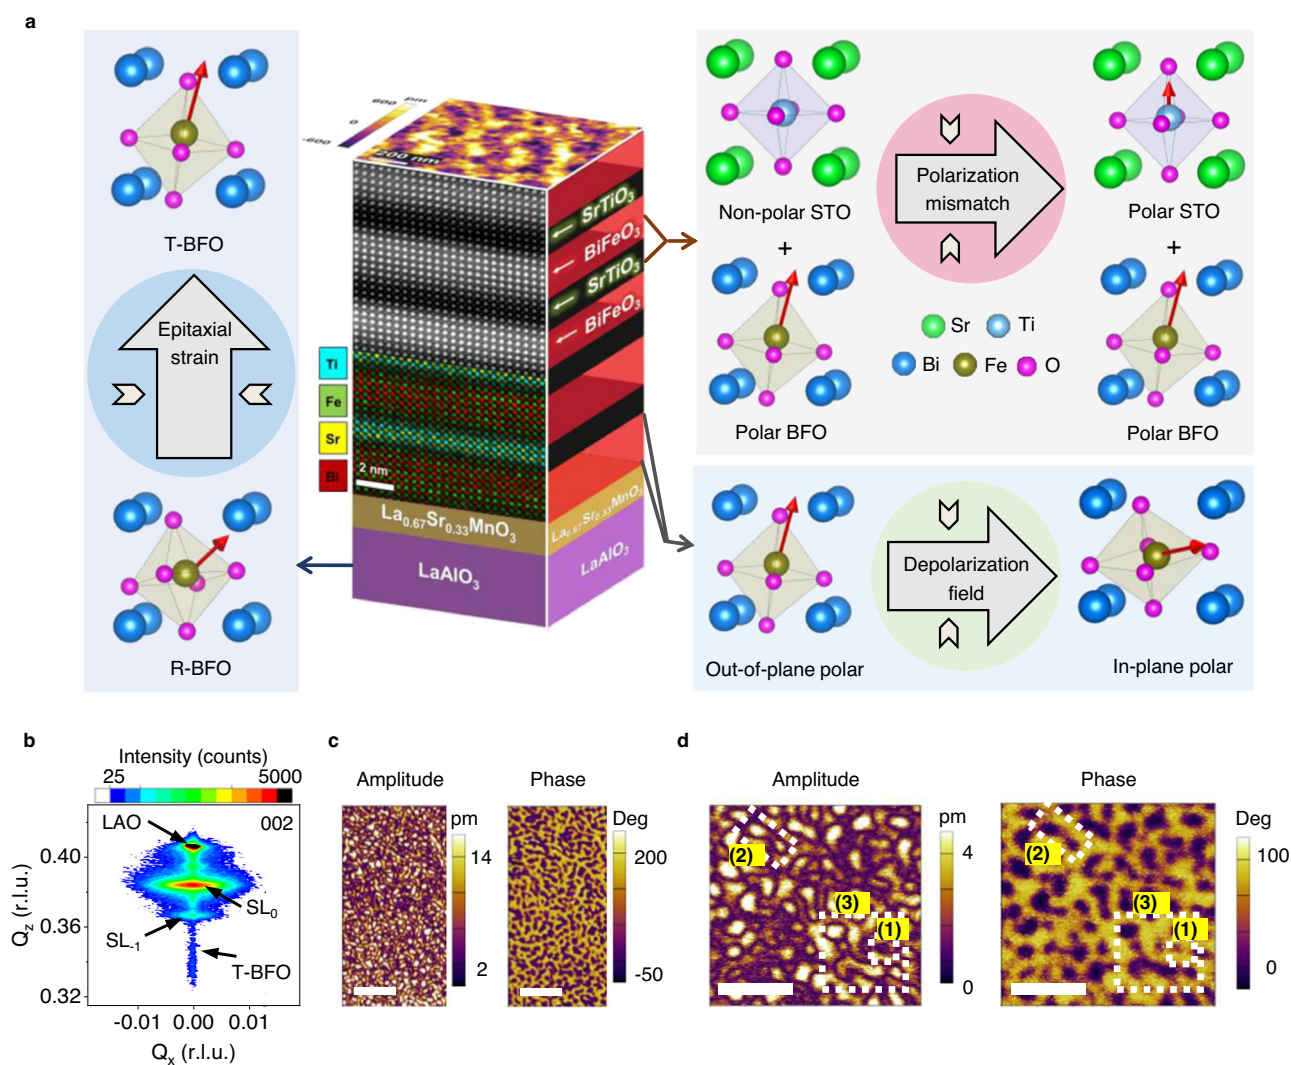 a
T-BFO
Epitaxial
strain
R-BFO
600
pm
0
-600
200 nm
SrTiO3
BiFeO3
SrTiO3
BiFeO3
Ti
Fe
Sr
Bi
2 nm
La0.67Sr0.33MnO3
La0.67Sr0.33MnO3
LaAlO3
LaAlO3
Non-polar STO
+
Polar BFO
Polarization
mismatch
Sr Ti
Bi Fe O
Polar STO
+
Polar BFO
Out-of-plane polar
Depolarization
field
In-plane polar
b
Intensity (counts)
25 5000
LAO
002
SL0
SL-1
T-BFO
0.40
0.36
0.32
Qz (r.l.u.)
-0.01 0.00 0.01
Qx (r.l.u.)
c
Amplitude
pm
14
2
Phase
Deg
200
-50
d
Amplitude
(2)
(3)
(1)
pm
4
0
Phase
(2)
(3)
(1)
Deg
100
0